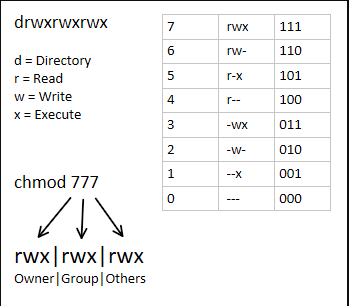 drwxrwxrwx
d = Directory
r = Read
w = Write
x = Execute
chmod 777
rwx|rwx|rwx
Owner|Group|Others
7 rwx 111
6 rw- 110
5 r-x 101
4 r-- 100
3 -wx 011
2 -w- 010
1 --x 001
0 --- 000